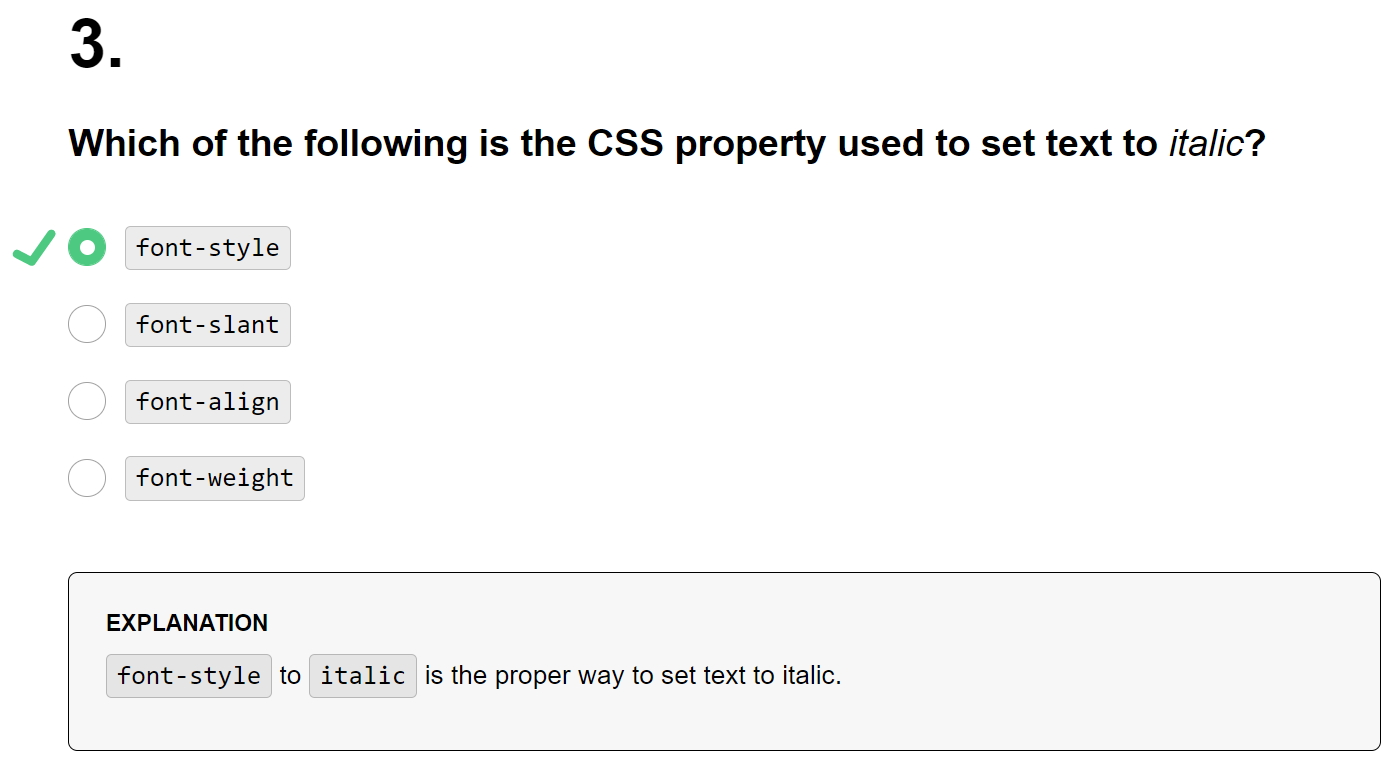 3.
Which of the following is the CSS property used to set text to italic?
font-style
font-slant
font-align
font-weight
EXPLANATION
font-style to italic is the proper way to set text to italic.